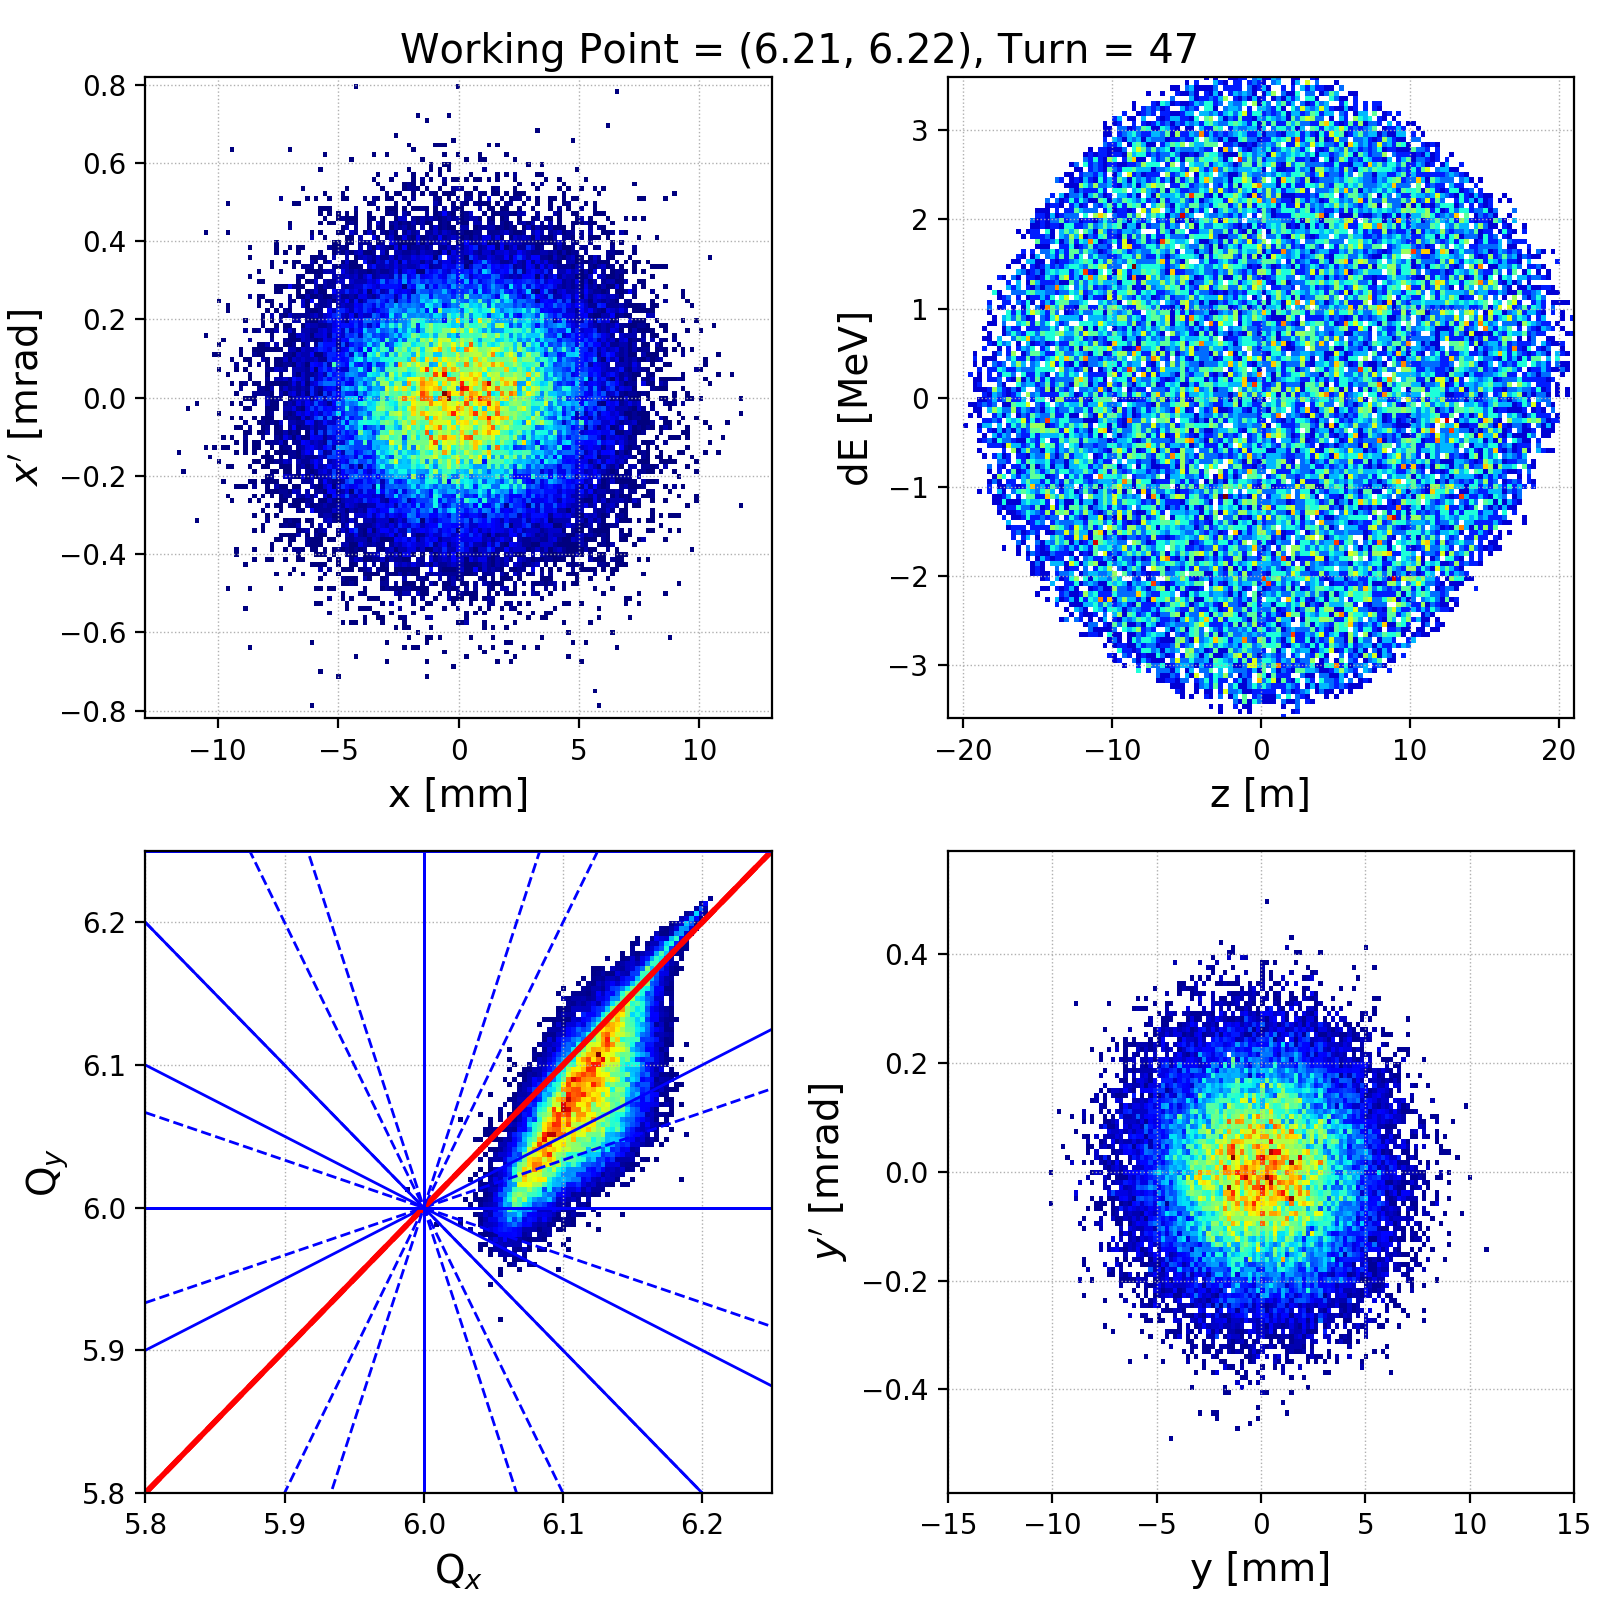 Working Point = (6.21, 6.22), Turn = 47
0.8
0.6
0.4
0.2
0.0
−0.2
−0.4
−0.6
−0.8
x′ [mrad]
−10 −5 0 5 10
x [mm]
3
2
1
0
−1
−2
−3
dE [MeV]
−20 −10 0 10 20
z [m]
6.2
6.1
6.0
5.9
5.8
Qy
5.8 5.9 6.0 6.1 6.2
Qx
0.4
0.2
0.0
−0.2
−0.4
y′ [mrad]
−15 −10 −5 0 5 10 15
y [mm]